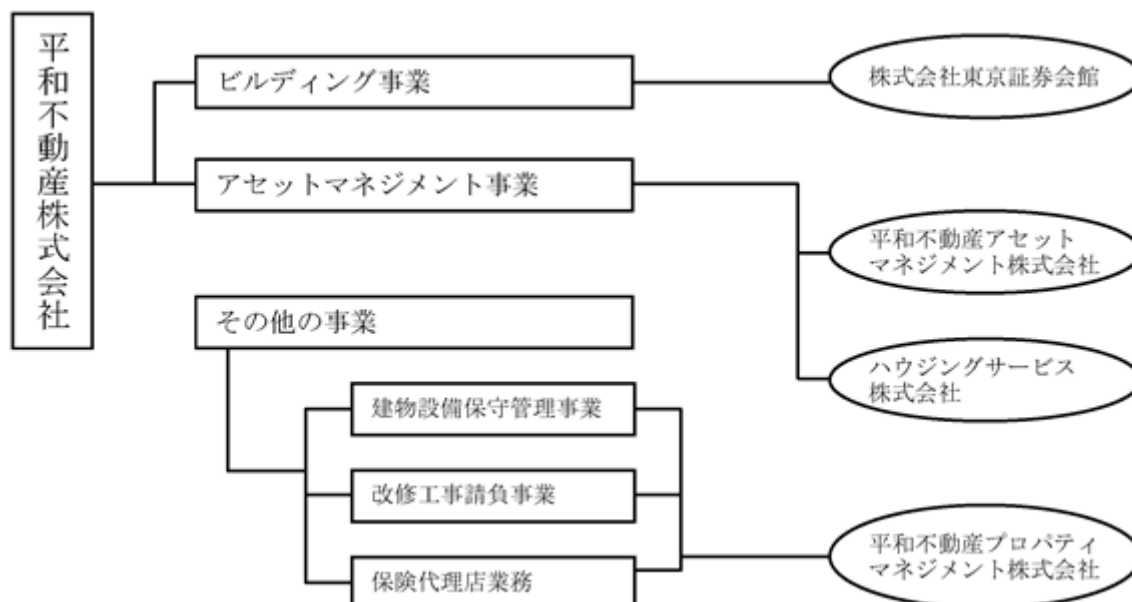 平和不動産株式会社
ビルディング事業
株式会社東京証券会館
アセットマネジメント事業
平和不動産アセット
マネジメント株式会社
その他の事業
ハウジングサービス
株式会社
建物設備保守管理事業
改修工事請負事業
平和不動産プロパティ
マネジメント株式会社
保険代理店業務